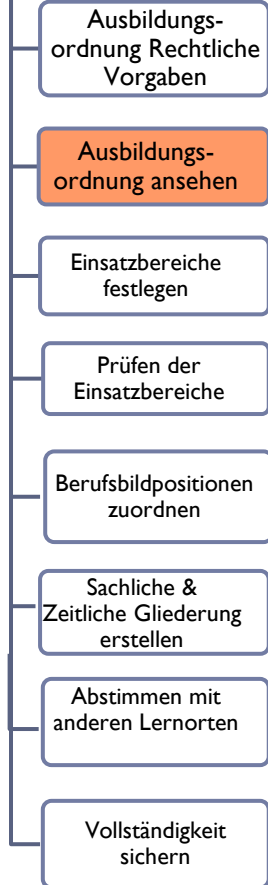 Ausbildungs-
ordnung Rechtliche
Vorgaben
Ausbildungs-
ordnung ansehen
Einsatzbereiche
festlegen
Prüfen der
Einsatzbereiche
Berufsbildpositionen
zuordnen
Sachliche &
Zeitliche Gliederung
erstellen
Abstimmen mit
anderen Lernorten
Vollständigkeit
sichern